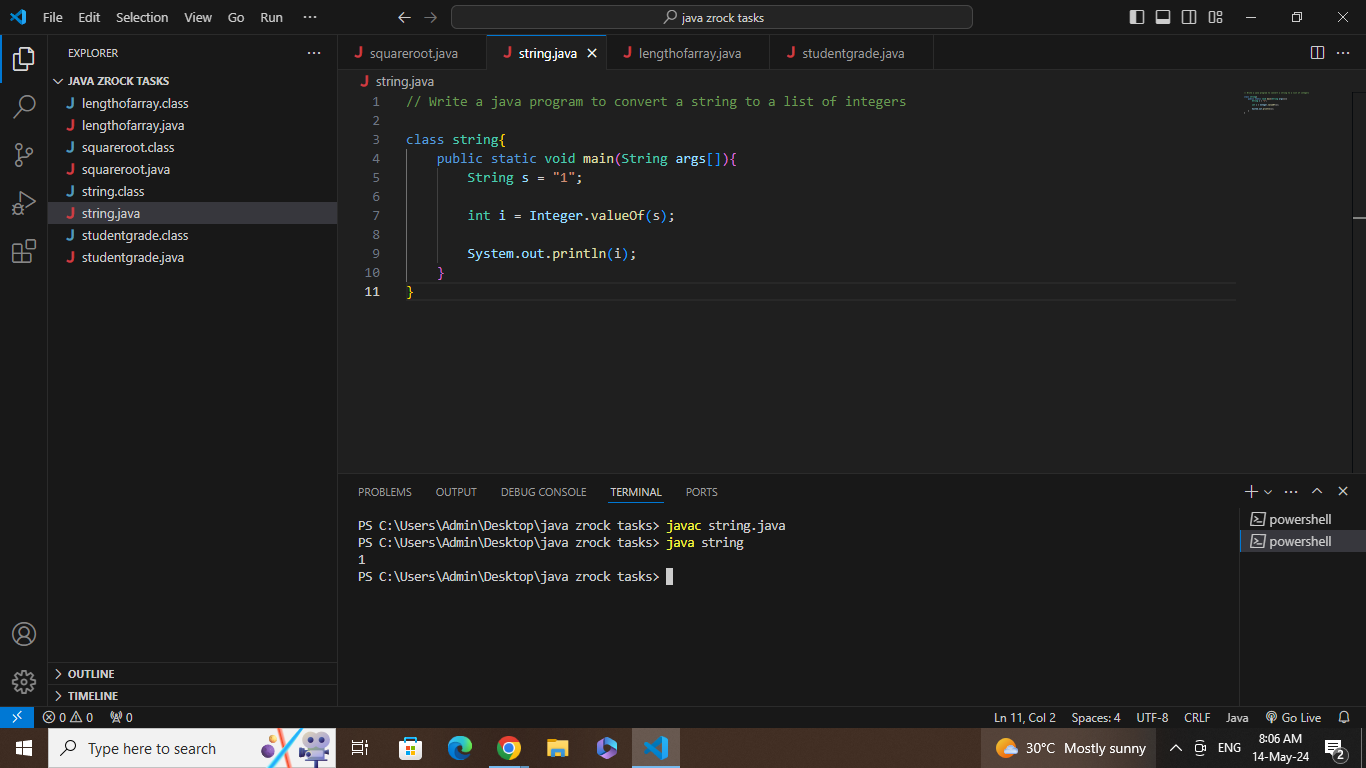 File Edit Selection View Go Run ···
java zrock tasks
EXPLORER
JAVA ZROCK TASKS
lengthofarray.class
lengthofarray.java
squareroot.class
squareroot.java
string.class
string.java
studentgrade.class
studentgrade.java
OUTLINE
TIMELINE
squareroot.java string.java lengthofarray.java studentgrade.java
string.java
1 // Write a java program to convert a string to a list of integers
2
3 class string{
4 public static void main(String args[]){
5 String s = "1";
6
7 int i = Integer.valueOf(s);
8
9 System.out.println(i);
10 }
11 }
PROBLEMS OUTPUT DEBUG CONSOLE TERMINAL PORTS
PS C:\Users\Admin\Desktop\java zrock tasks> javac string.java
PS C:\Users\Admin\Desktop\java zrock tasks> java string
1
PS C:\Users\Admin\Desktop\java zrock tasks>
powershell
powershell
0 0 0 Ln 11, Col 2 Spaces: 4 UTF-8 CRLF Java Go Live
Type here to search
30°C Mostly sunny
ENG
8:06 AM
14-May-24
2